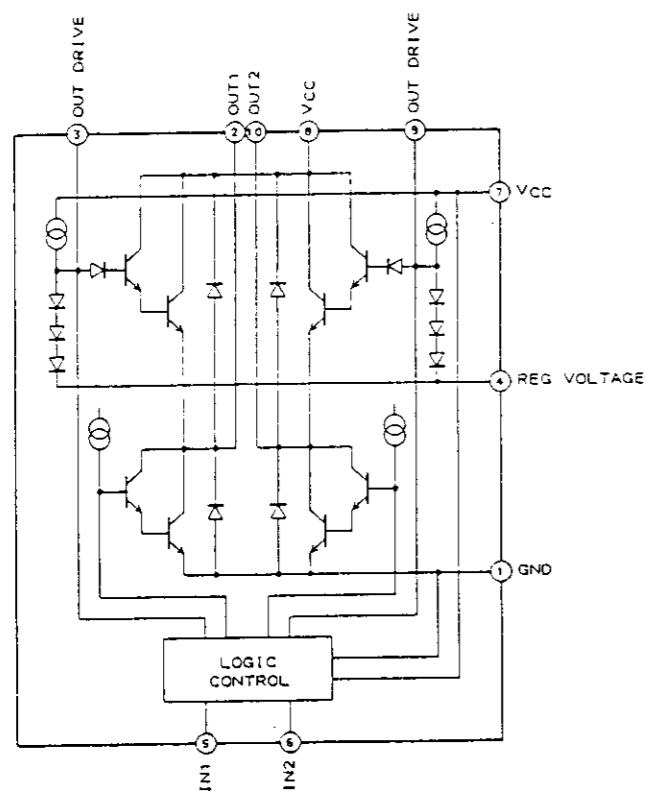 OUT DRIVE
OUT1
OUT2
VCC
OUT DRIVE
3
2
10
8
9
7
VCC
4
REG VOLTAGE
1
GND
LOGIC
CONTROL
5
6
IN1
IN2